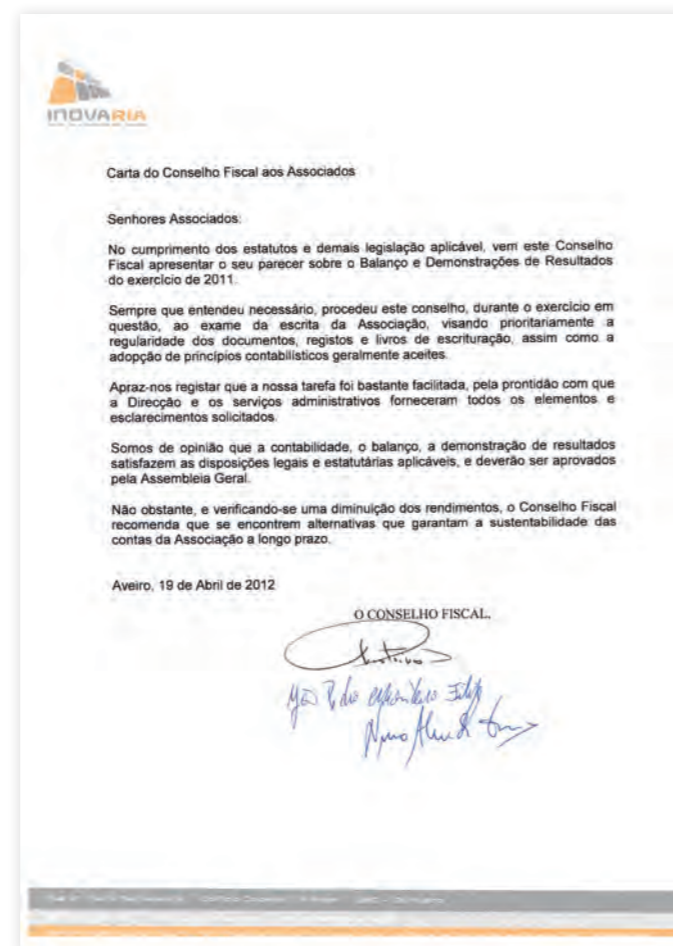 INOVARIA
Carta do Conselho Fiscal aos Associados
Senhores Associados:
No cumprimento dos estatutos e demais legislação aplicável, vem este Conselho
Fiscal apresentar o seu parecer sobre o Balanço e Demonstrações de Resultados
do exercício de 2011.
Sempre que entendeu necessário, procedeu este conselho, durante o exercício em
questão, ao exame da escrita da Associação, visando prioritariamente a
regularidade dos documentos, registos e livros de escrituração, assim como a
adopção de princípios contabilísticos geralmente aceites.
Apraz-nos registar que a nossa tarefa foi bastante facilitada, pela prontidão com que
a Direcção e os serviços administrativos forneceram todos os elementos e
esclarecimentos solicitados.
Somos de opinião que a contabilidade, o balanço, a demonstração de resultados
satisfazem as disposições legais e estatutárias aplicáveis, e deverão ser aprovados
pela Assembleia Geral.
Não obstante, e verificando-se uma diminuição dos rendimentos, o Conselho Fiscal
recomenda que se encontrem alternativas que garantam a sustentabilidade das
contas da Associação a longo prazo.
Aveiro, 19 de Abril de 2012
O CONSELHO FISCAL.